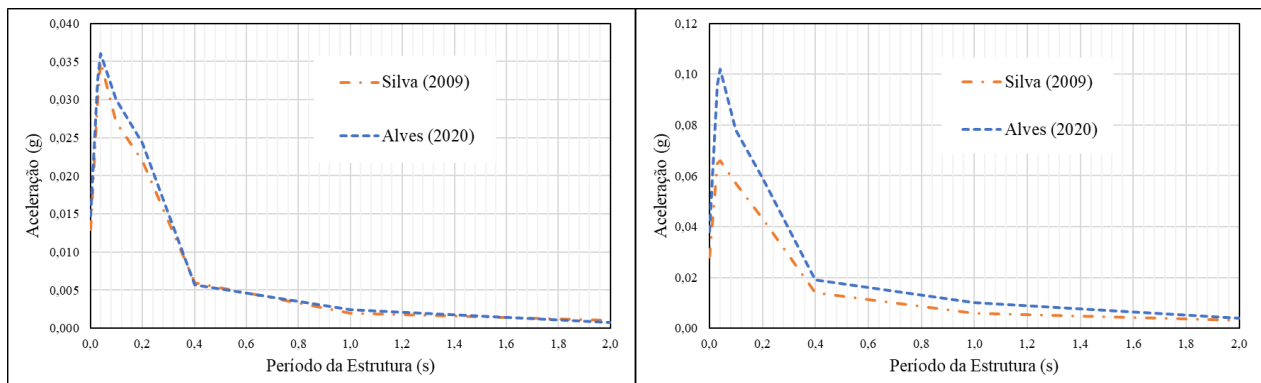 0,040
0,035
0,030
0,025
0,020
0,015
0,010
0,005
0,000
Aceleração (g)
Silva (2009)
Alves (2020)
0,0 0,2 0,4 0,6 0,8 1,0 1,2 1,4 1,6 1,8 2,0
Período da Estrutura (s)
0,12
0,10
0,08
0,06
0,04
0,02
0,00
Aceleração (g)
Silva (2009)
Alves (2020)
0,0 0,2 0,4 0,6 0,8 1,0 1,2 1,4 1,6 1,8 2,0
Período da Estrutura (s)